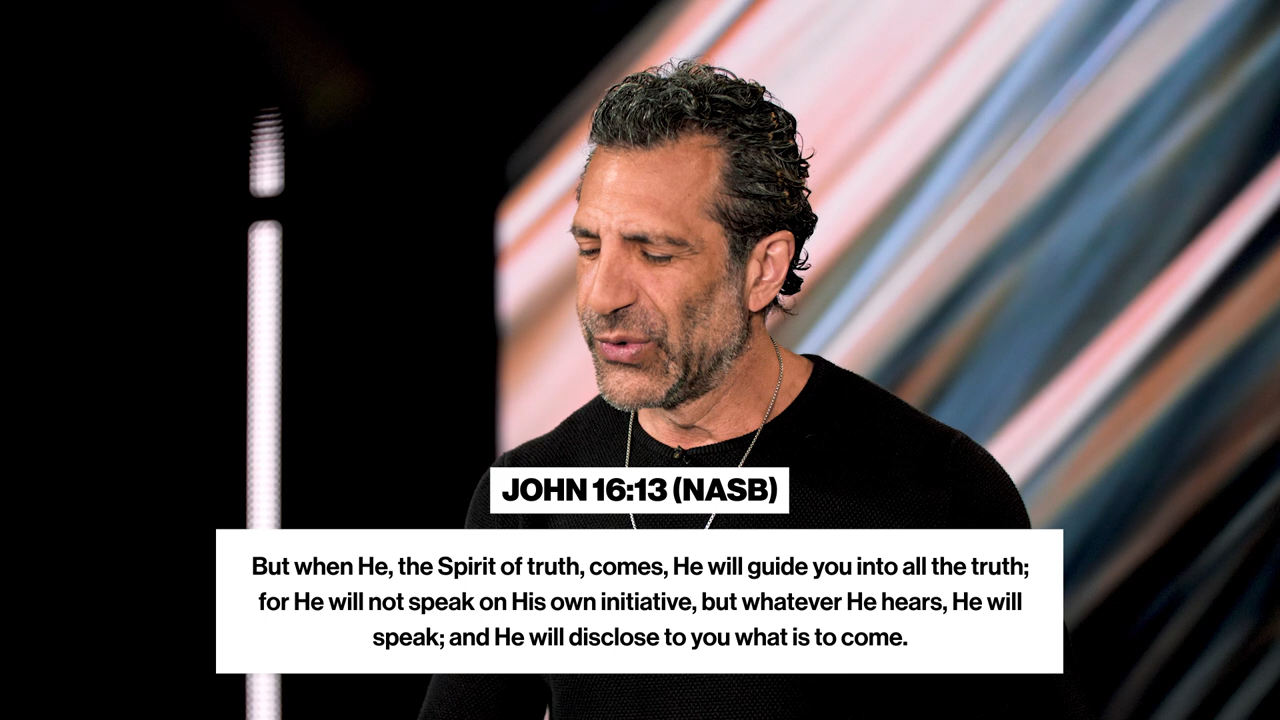 JOHN 16:13 (NASB)
But when He, the Spirit of truth, comes, He will guide you into all the truth;
for He will not speak on His own initiative, but whatever He hears, He will
speak; and He will disclose to you what is to come.